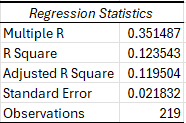 Regression Statistics
Multiple R 0.351487
R Square 0.123543
Adjusted R Square 0.119504
Standard Error 0.021832
Observations 219